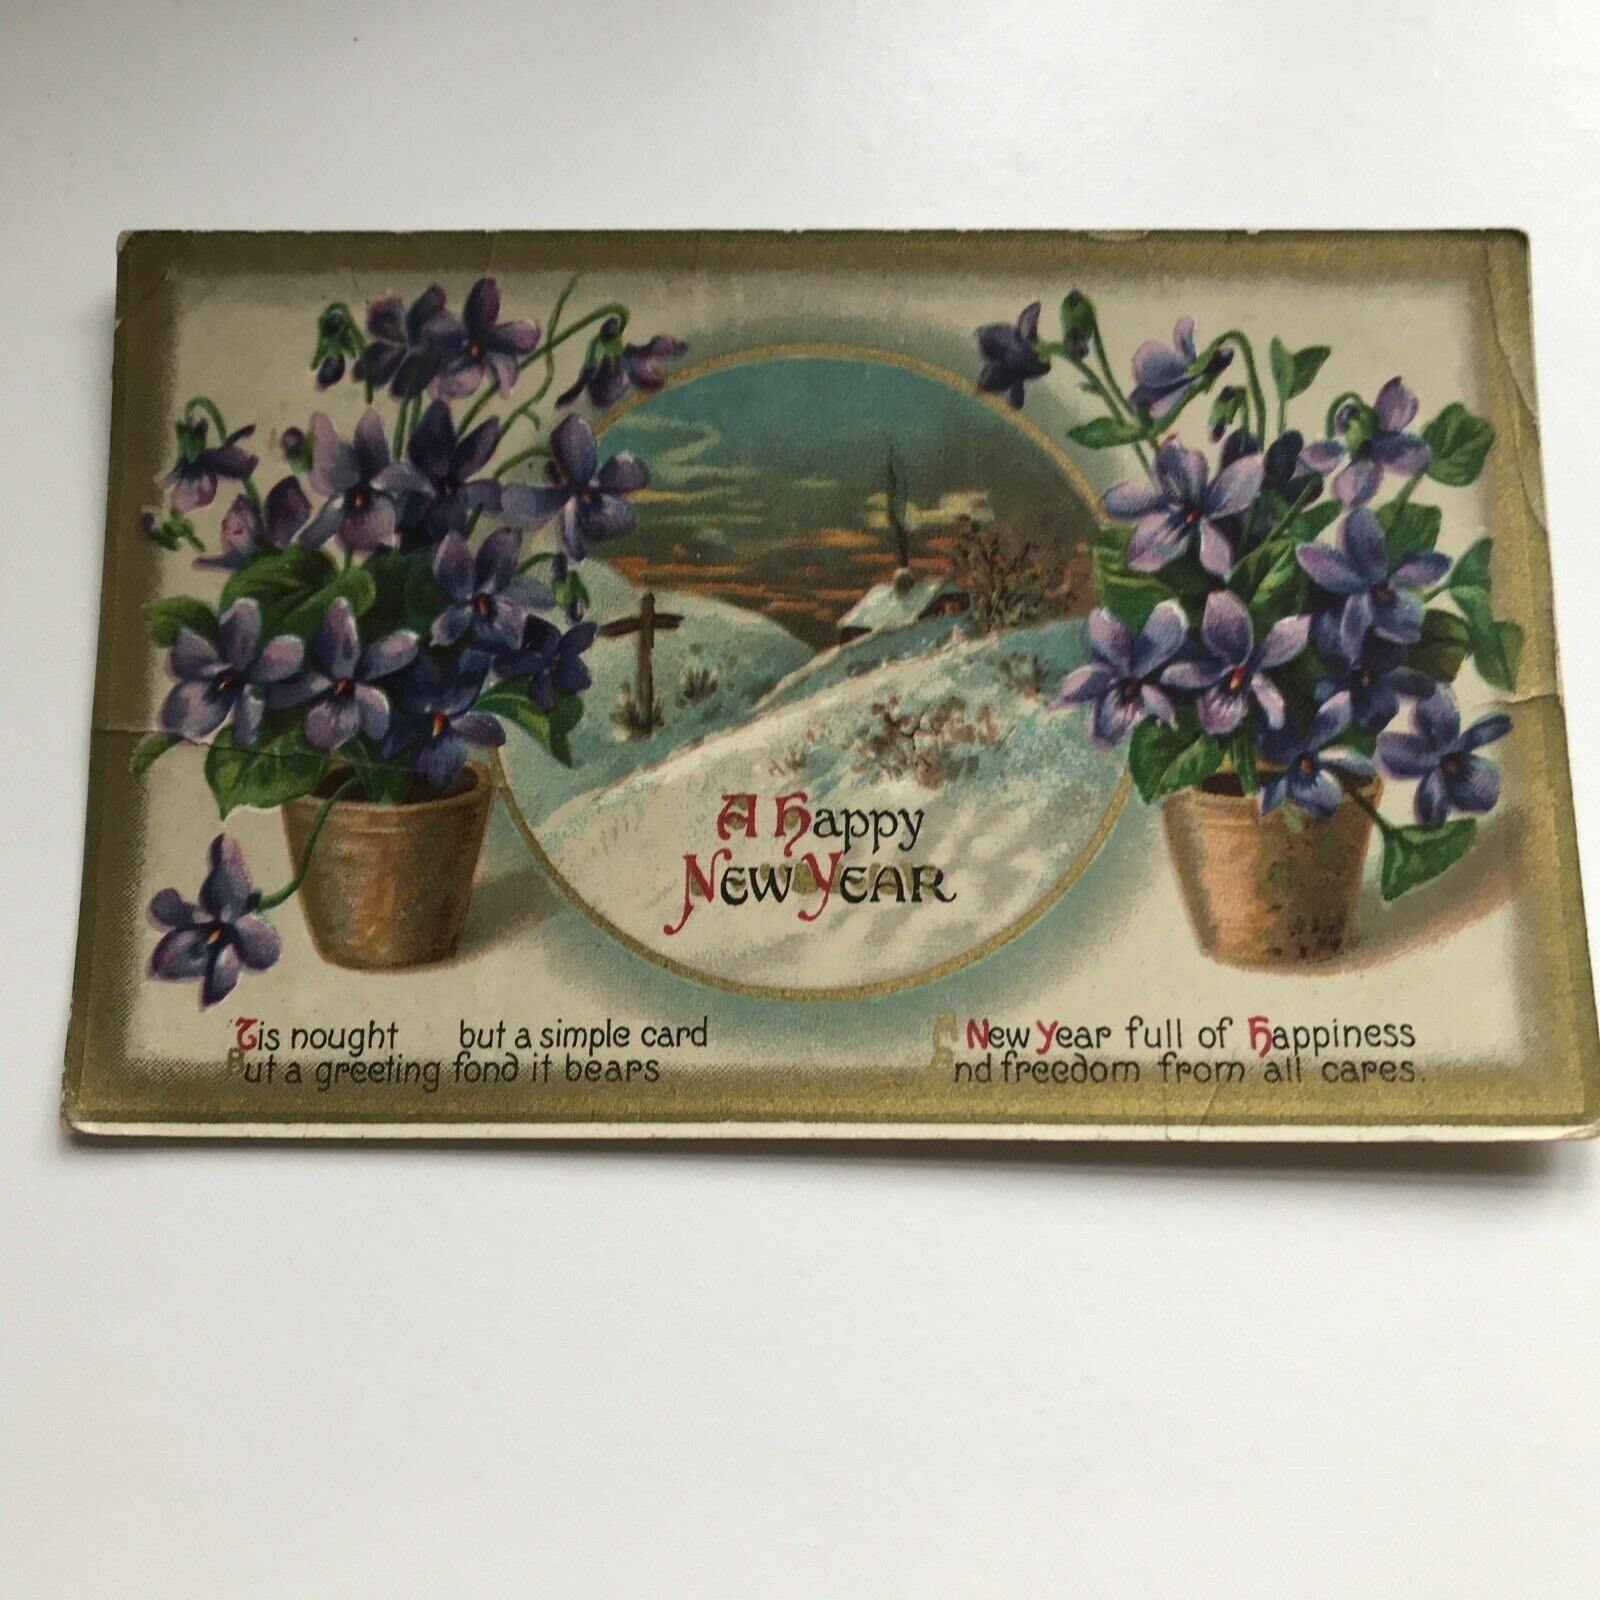 A Happy
New Year
Tis nought but a simple card
But a greeting fond it bears
A New Year full of Happiness
And freedom from all cares.